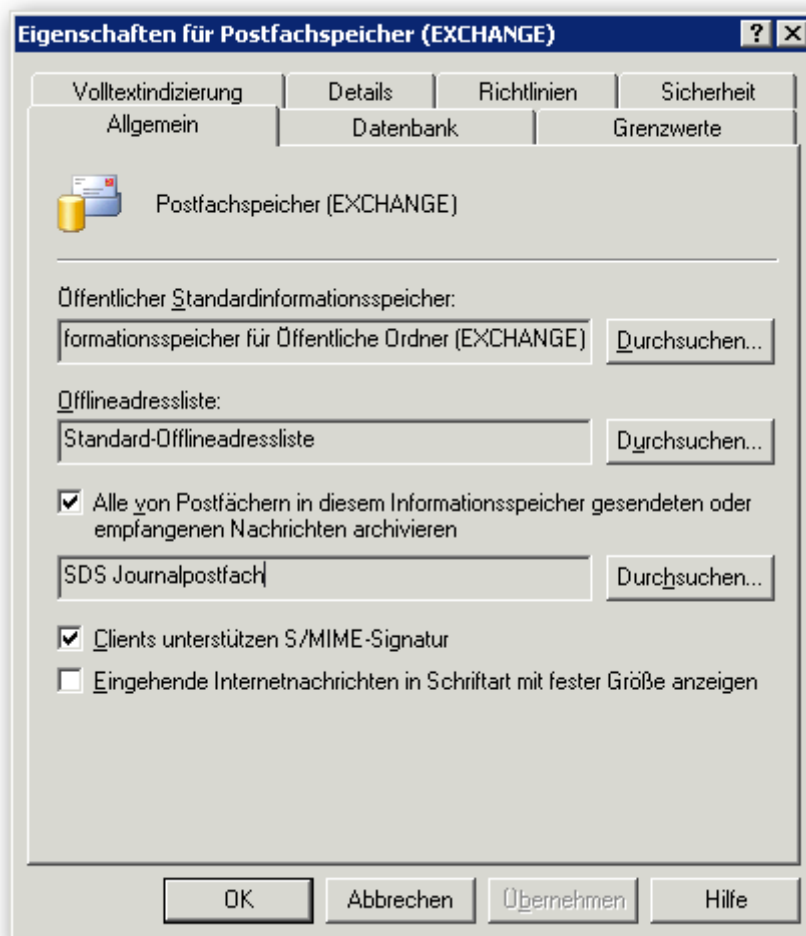 Eigenschaften für Postfachspeicher (EXCHANGE)
Volltextindizierung Details Richtlinien Sicherheit
Allgemein Datenbank Grenzwerte
Postfachspeicher (EXCHANGE)
Öffentlicher Standardinformationsspeicher:
formationsspeicher für Öffentliche Ordner (EXCHANGE) Durchsuchen...
Offlineadressliste:
Standard-Offlineadressliste Durchsuchen...
Alle von Postfächern in diesem Informationsspeicher gesendeten oder
empfangenen Nachrichten archivieren
SDS Journalpostfach Durchsuchen...
Clients unterstützen S/MIME-Signatur
Eingehende Internetnachrichten in Schriftart mit fester Größe anzeigen
OK Abbrechen Übernehmen Hilfe